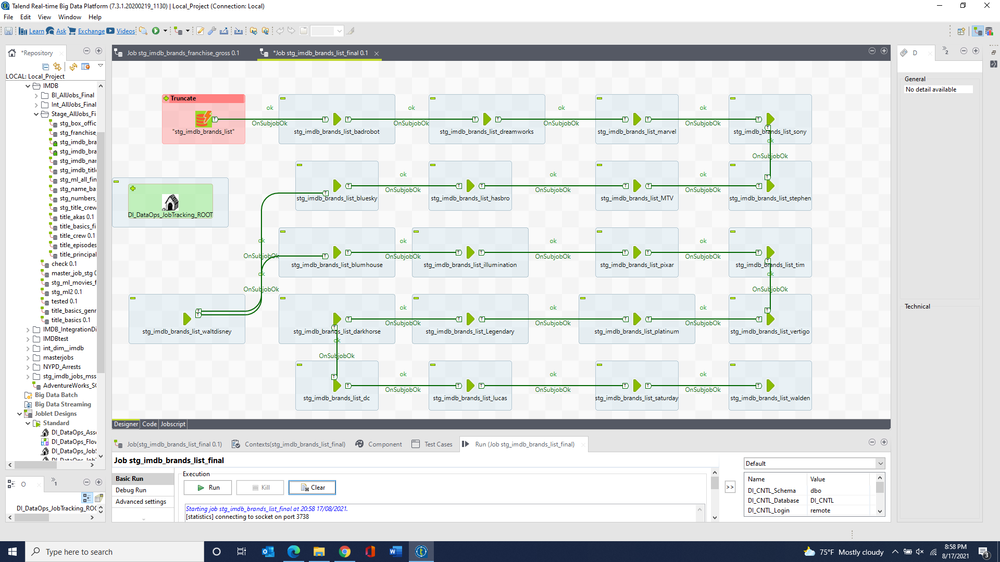 Talend Real-time Big Data Platform (7.3.1.20200219_1130) | Local_Project (Connection: Local)
File Edit View Window Help
Learn Ask Exchange Videos
*Repository
LOCAL: Local_Project
IMDB
BI_AllJobs_Final
Int_AllJobs_Final
Stage_AllJobs_Fi
stg_box_offic
stg_franchise_
stg_imdb_bra
stg_imdb_bra
stg_imdb_nar
stg_imdb_title
stg_ml_all_fin
stg_name_ba
stg_numbers_
stg_title_crew
title_akas 0.1
title_basics_fi
title_crew 0.1
title_episodes
title_principal
check 0.1
master_job_stg 0
stg_ml_movies_f
stg_ml2 0.1
tested 0.1
title_basics_genr
title_basics 0.1
IMDB_IntegrationDi
IMDBtest
int_dim__imdb
masterjobs
NYPD_Arrests
stg_imdb_jobs_mss
AdventureWorks_S
Big Data Batch
Big Data Streaming
Joblet Designs
Standard
DI_DataOps_Asse
DI_DataOps_Flow
DI_DataOps_JobS
O
1
DI_DataOps_JobTracking_ROO
Job stg_imdb_brands_franchise_gross 0.1
*Job stg_imdb_brands_list_final 0.1
Truncate
"stg_imdb_brands_list"
ok
OnSubjobOk
stg_imdb_brands_list_badrobot
ok
OnSubjobOk
stg_imdb_brands_list_dreamworks
ok
OnSubjobOk
stg_imdb_brands_list_marvel
ok
OnSubjobOk
stg_imdb_brands_list_sony
ok
OnSubjobOk
stg_imdb_brands_list_bluesky
ok
OnSubjobOk
stg_imdb_brands_list_hasbro
ok
OnSubjobOk
stg_imdb_brands_list_MTV
ok
OnSubjobOk
stg_imdb_brands_list_stephen
DI_DataOps_JobTracking_ROOT
ok
OnSubjobOk
stg_imdb_brands_list_blumhouse
ok
OnSubjobOk
stg_imdb_brands_list_illumination
ok
OnSubjobOk
stg_imdb_brands_list_pixar
ok
OnSubjobOk
stg_imdb_brands_list_tim
ok
OnSubjobOk
ok
OnSubjobOk
stg_imdb_brands_list_waltdisney
stg_imdb_brands_list_darkhorse
ok
OnSubjobOk
stg_imdb_brands_list_Legendary
ok
OnSubjobOk
stg_imdb_brands_list_platinum
ok
OnSubjobOk
stg_imdb_brands_list_vertigo
ok
OnSubjobOk
stg_imdb_brands_list_dc
ok
OnSubjobOk
stg_imdb_brands_list_lucas
ok
OnSubjobOk
stg_imdb_brands_list_saturday
ok
OnSubjobOk
stg_imdb_brands_list_walden
Designer Code Jobscript
Job(stg_imdb_brands_list_final 0.1) Contexts(stg_imdb_brands_list_final) Component Test Cases Run (Job stg_imdb_brands_list_final)
Job stg_imdb_brands_list_final
Basic Run
Debug Run
Advanced settings
Execution
Run Kill Clear
Starting job stg_imdb_brands_list_final at 20:58 17/08/2021.
[statistics] connecting to socket on port 3738
>>
Default
Name Value
DI_CNTL_Schema dbo
DI_CNTL_Database DI_CNTL
DI_CNTL_Login remote
D
2
General
No detail available
Technical
Type here to search
75°F Mostly cloudy
8:58 PM
8/17/2021
3